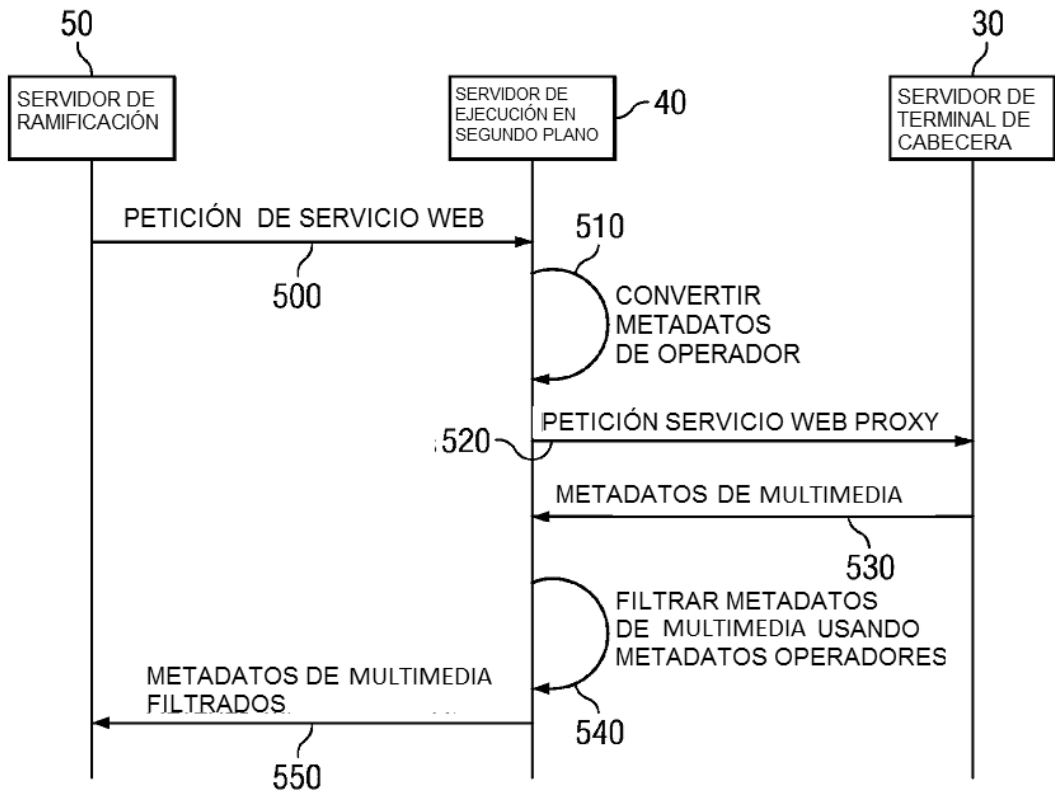 50
30
SERVIDOR DE
RAMIFICACIÓN
SERVIDOR DE
EJECUCIÓN EN
SEGUNDO PLANO
40
SERVIDOR DE
TERMINAL DE
CABECERA
PETICIÓN DE SERVICIO WEB
500
510
CONVERTIR
METADATOS
DE OPERADOR
PETICIÓN SERVICIO WEB PROXY
520
METADATOS DE MULTIMEDIA
530
FILTRAR METADATOS
DE MULTIMEDIA USANDO
METADATOS OPERADORES
540
METADATOS DE MULTIMEDIA
FILTRADOS
550